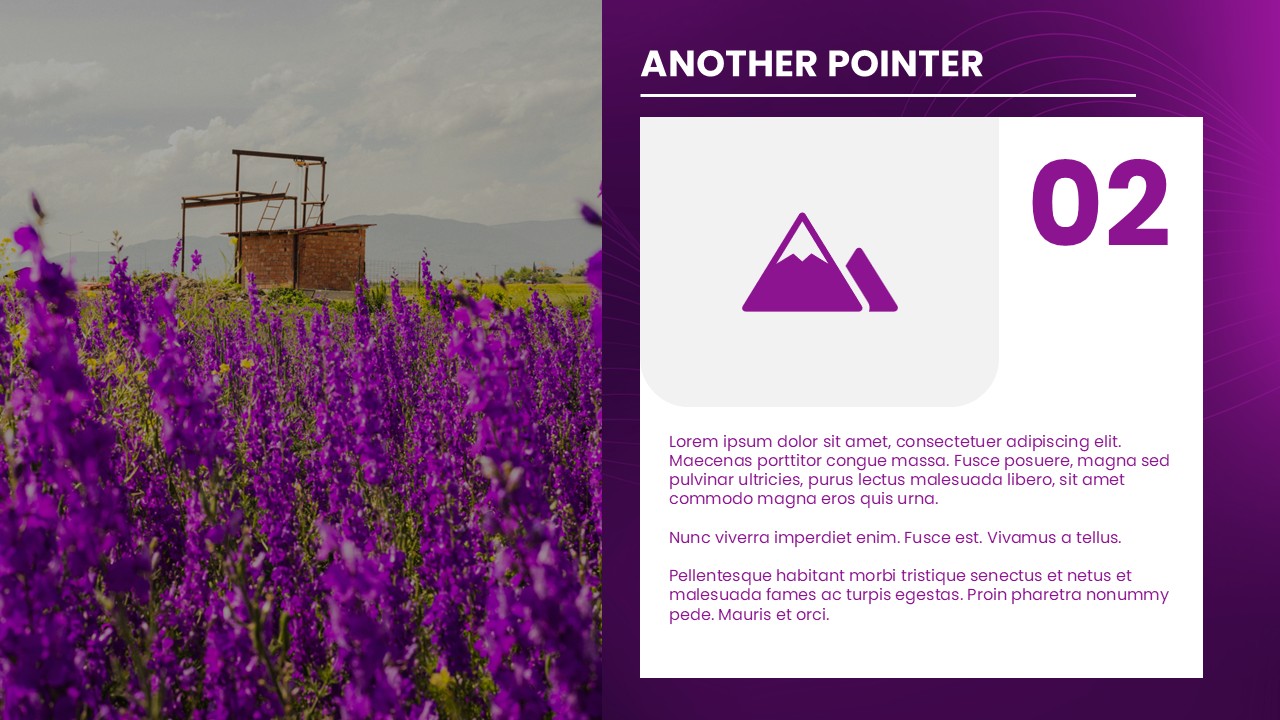 ANOTHER POINTER
02
Lorem ipsum dolor sit amet, consectetuer adipiscing elit.
Maecenas porttitor congue massa. Fusce posuere, magna sed
pulvinar ultricies, purus lectus malesuada libero, sit amet
commodo magna eros quis urna.
Nunc viverra imperdiet enim. Fusce est. Vivamus a tellus.
Pellentesque habitant morbi tristique senectus et netus et
malesuada fames ac turpis egestas. Proin pharetra nonummy
pede. Mauris et orci.